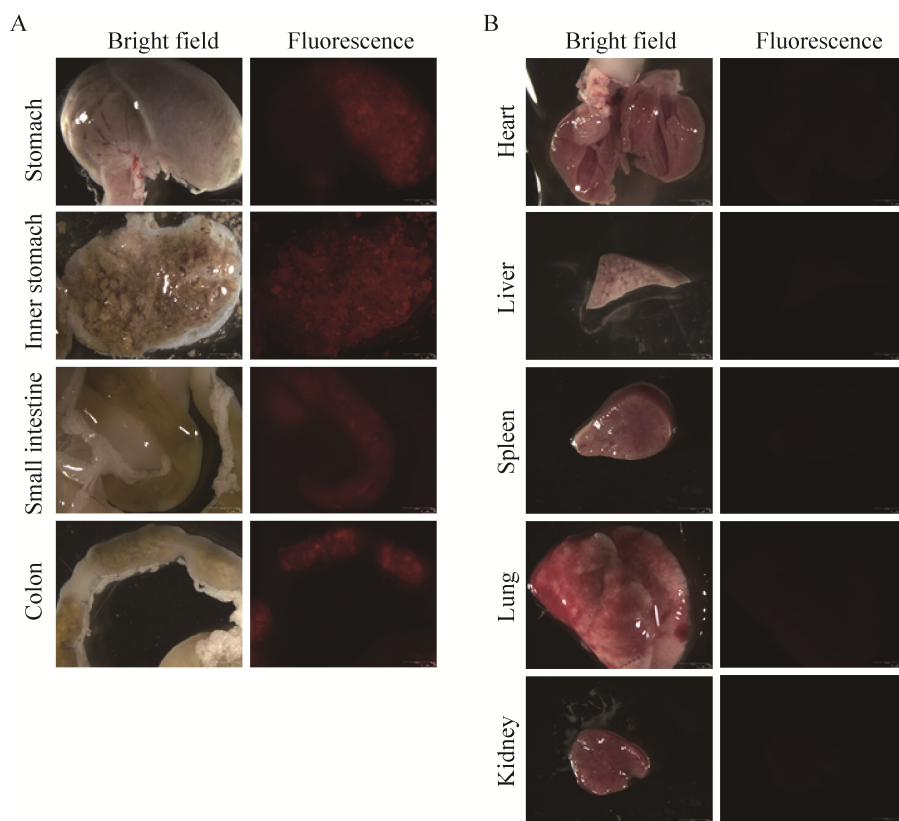 A
Bright field Fluorescence
Stomach
Inner stomach
Small intestine
Colon
B
Bright field Fluorescence
Heart
Liver
Spleen
Lung
Kidney